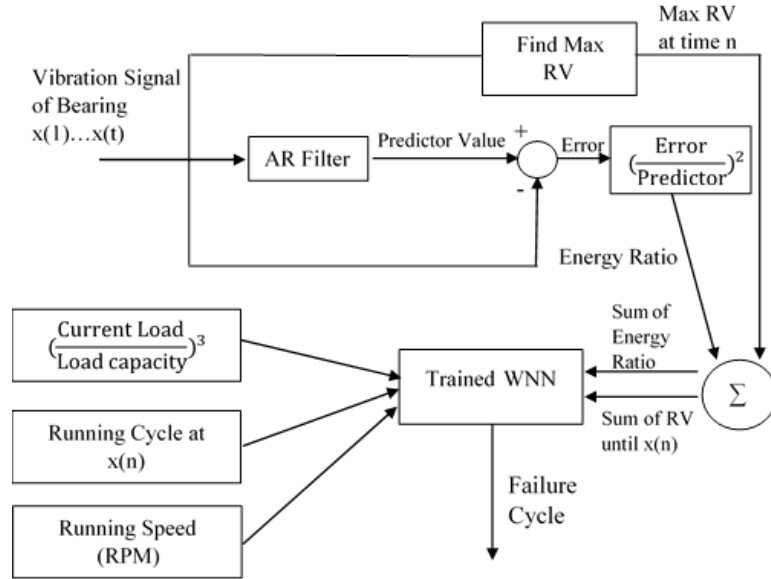 Max RV
at time n
Find Max
RV
Vibration Signal
of Bearing
x(1)…x(t)
AR Filter
Predictor Value
+
-
Error
(Error/Predictor)²
Energy Ratio
(Current Load/Load capacity)³
Running Cycle at
x(n)
Running Speed
(RPM)
Trained WNN
Sum of
Energy
Ratio
Σ
Sum of RV
until x(n)
Failure
Cycle